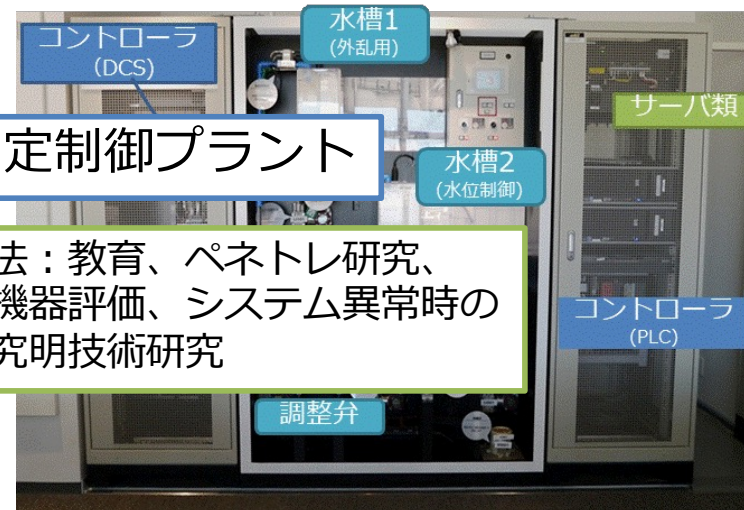 コントローラ
(DCS)
水槽1
(外乱用)
サーバ類
定制御プラント
水槽2
(水位制御)
法：教育、ペネトレ研究、
機器評価、システム異常時の
究明技術研究
コントローラ
(PLC)
調整弁